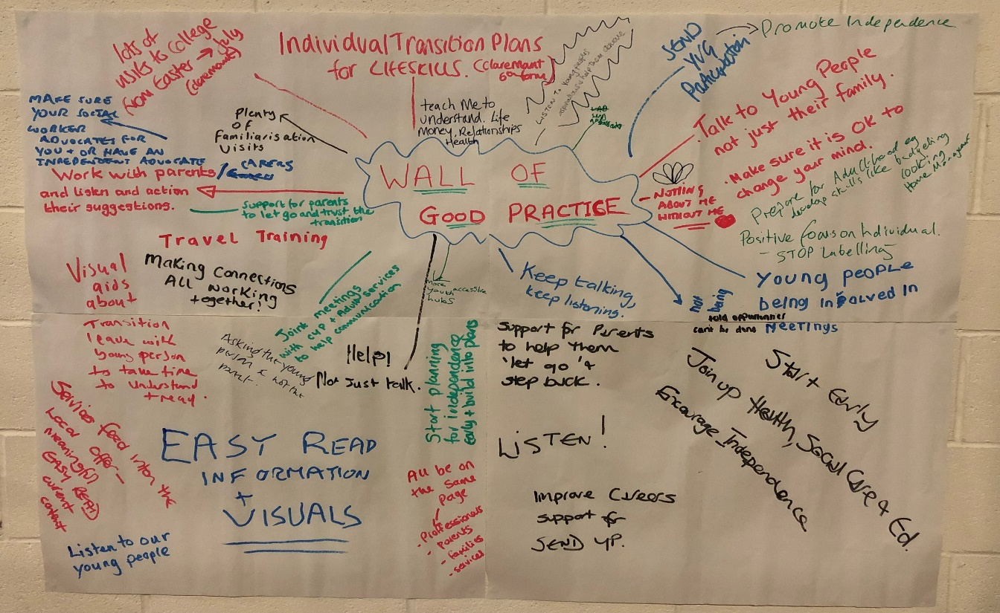 lots of
visits to college
from Easter → July
(claremont)
Individual Transition Plans
for LIFESKILLS. (Claremont
6th form)
LISTEN To Young peoples
aspirations & help them achieve
SEND
YVG
Participation
Promote Independence
MAKE SURE
YOUR SOCIAL
WORKER
ADVOCATES FOR
YOU + OR HAVE AN
INDEPENDENT ADVOCATE
Plenty
OF
Familiarisation
Visits
teach Me to
understand. Life
Money, Relationships
Health
Talk to Young People
not just their family.
· Make sure it is OK to
change your mind.
Work with parents / CARERS
and listen and action
their suggestions.
Support for parents
to let go and trust the
transition
WALL OF
GOOD PRACTICE
NOTHING
ABOUT ME
WITHOUT ME
Prepare for Adulthood eg
develop skills like budgeting
cooking
Home Management
Positive focus on Individual.
- STOP Labelling
Travel Training
Making Connections
ALL working
together!
Visual
aids
about
Transition
leave with
young person
to take time
to understand
+ read.
Joint meetings
with cyp + Adult services
to
help communication
More accessible
youth
hubs
Keep talking,
keep listening.
Young people
being involved in
Meetings
not
being
told opportunities
cant be done
Asking the young
person & not the
parent.
Help!
Not Just talk.
Start planning
for independence
early + build into plans
Support for Parents
to help them
'let go' &
step back.
Start Early
Join up Health, Social Care & Ed.
Encourage Independence
Services feed into the
Local offer -
meaningful
EASY READ
current
content
EASY READ
INFORMATION
+
VISUALS
LISTEN!
All be on
the same
Page
- Proffessionals
- Parents
- families
- services
Improve Careers
support for
SEND YP.
Listen to our
young people